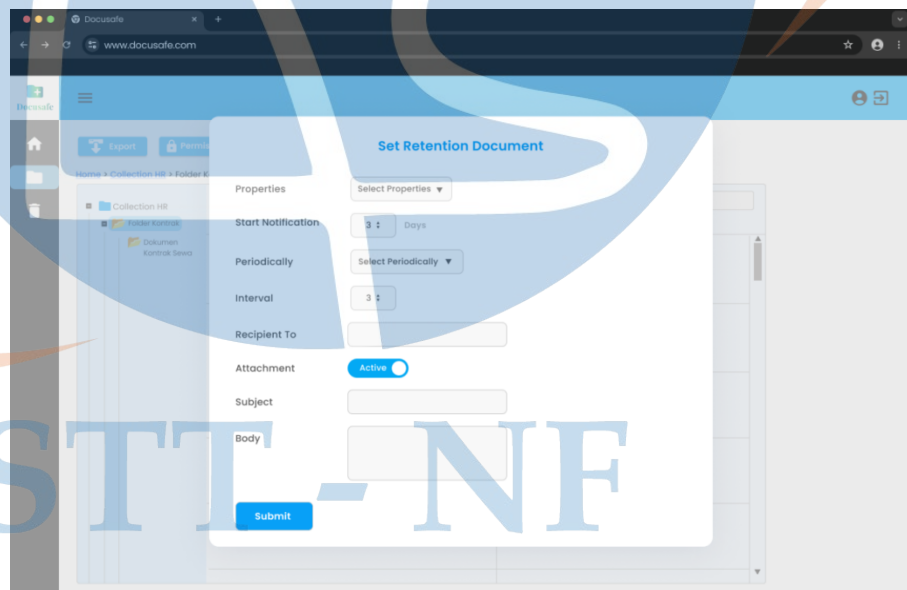 Docusafe
www.docusafe.com
Docusafe
Export
Home > Collection HR > Folder K
Collection HR
Folder Kontrak
Dokumen
Kontrak Sewa
Set Retention Document
Properties Select Properties
Start Notification 3 Days
Periodically Select Periodically
Interval 3
Recipient To
Attachment Active
Subject
Body
Submit
STT - NF